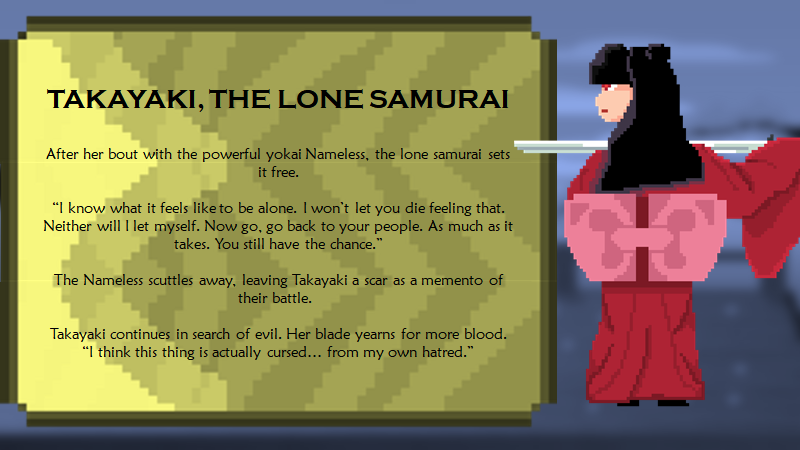 TAKAYAKI, THE LONE SAMURAI
After her bout with the powerful yokai Nameless, the lone samurai sets
it free.
“I know what it feels like to be alone. I won’t let you die feeling that.
Neither will I let myself. Now go, go back to your people. As much as it
takes. You still have the chance.”
The Nameless scuttles away, leaving Takayaki a scar as a memento of
their battle.
Takayaki continues in search of evil. Her blade yearns for more blood.
“I think this thing is actually cursed… from my own hatred.”